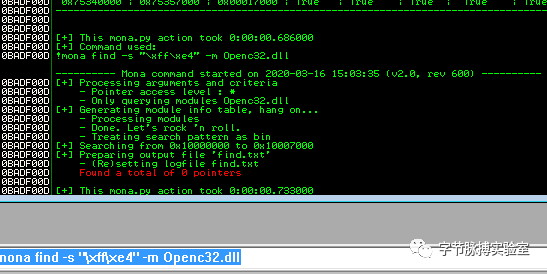 0x75340000 | 0x75357000 | 0x00017000 | True | True | True
0BADF00D
0BADF00D
0BADF00D [+] This mona.py action took 0:00:00.686000
0BADF00D [+] Command used:
0BADF00D !mona find -s "\xff\xe4" -m Openc32.dll
0BADF00D
0BADF00D ---------- Mona command started on 2020-03-16 15:03:35 (v2.0, rev 600) ----------
0BADF00D [+] Processing arguments and criteria
0BADF00D - Pointer access level : *
0BADF00D - Only querying modules Openc32.dll
0BADF00D [+] Generating module info table, hang on...
0BADF00D - Processing modules
0BADF00D - Done. Let's rock 'n roll.
0BADF00D - Treating search pattern as bin
0BADF00D [+] Searching from 0x10000000 to 0x10007000
0BADF00D [+] Preparing output file 'find.txt'
0BADF00D - (Re)setting logfile find.txt
0BADF00D Found a total of 0 pointers
0BADF00D
0BADF00D [+] This mona.py action took 0:00:00.733000
字节脉搏实验室
mona find -s "\xff\xe4" -m Openc32.dll